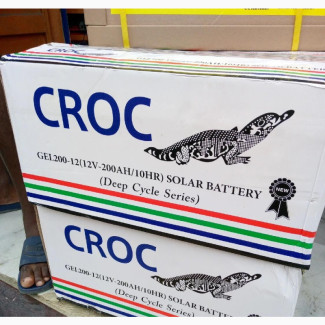 CROC
GEL200-12(12V-200AH/10HR) SOLAR BATTERY
(Deep Cycle Series)
NEW
CROC
GEL200-12(12V-200AH/10HR) SOLAR BATTERY
(Deep Cycle Series)